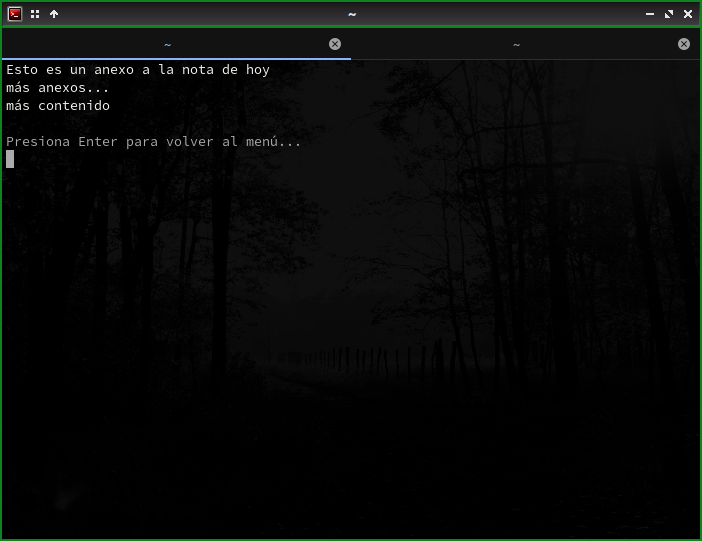 ~
~
~
Esto es un anexo a la nota de hoy
más anexos...
más contenido
Presiona Enter para volver al menú...